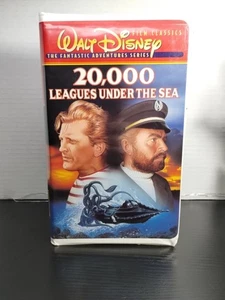 WALT DISNEY
FILM CLASSICS
THE FANTASTIC ADVENTURES SERIES
20,000
LEAGUES UNDER THE SEA